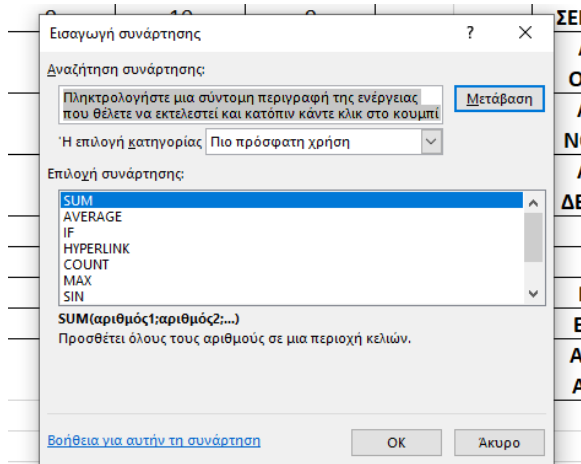 Εισαγωγή συνάρτησης ? ×
Αναζήτηση συνάρτησης:
Πληκτρολογήστε μια σύντομη περιγραφή της ενέργειας
που θέλετε να εκτελεστεί και κατόπιν κάντε κλικ στο κουμπί
Μετάβαση
Ή επιλογή κατηγορίας Πιο πρόσφατη χρήση
Επιλογή συνάρτησης:
SUM
AVERAGE
IF
HYPERLINK
COUNT
MAX
SIN
SUM(αριθμός1;αριθμός2;...)
Προσθέτει όλους τους αριθμούς σε μια περιοχή κελιών.
Βοήθεια για αυτήν τη συνάρτηση
OK
Άκυρο